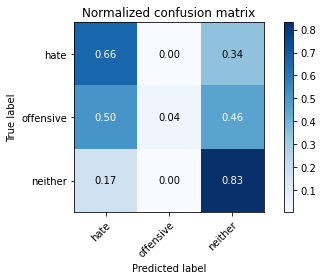 Normalized confusion matrix
hate 0.66 0.00 0.34
offensive 0.50 0.04 0.46
neither 0.17 0.00 0.83
hate offensive neither
True label
Predicted label
0.8
0.7
0.6
0.5
0.4
0.3
0.2
0.1